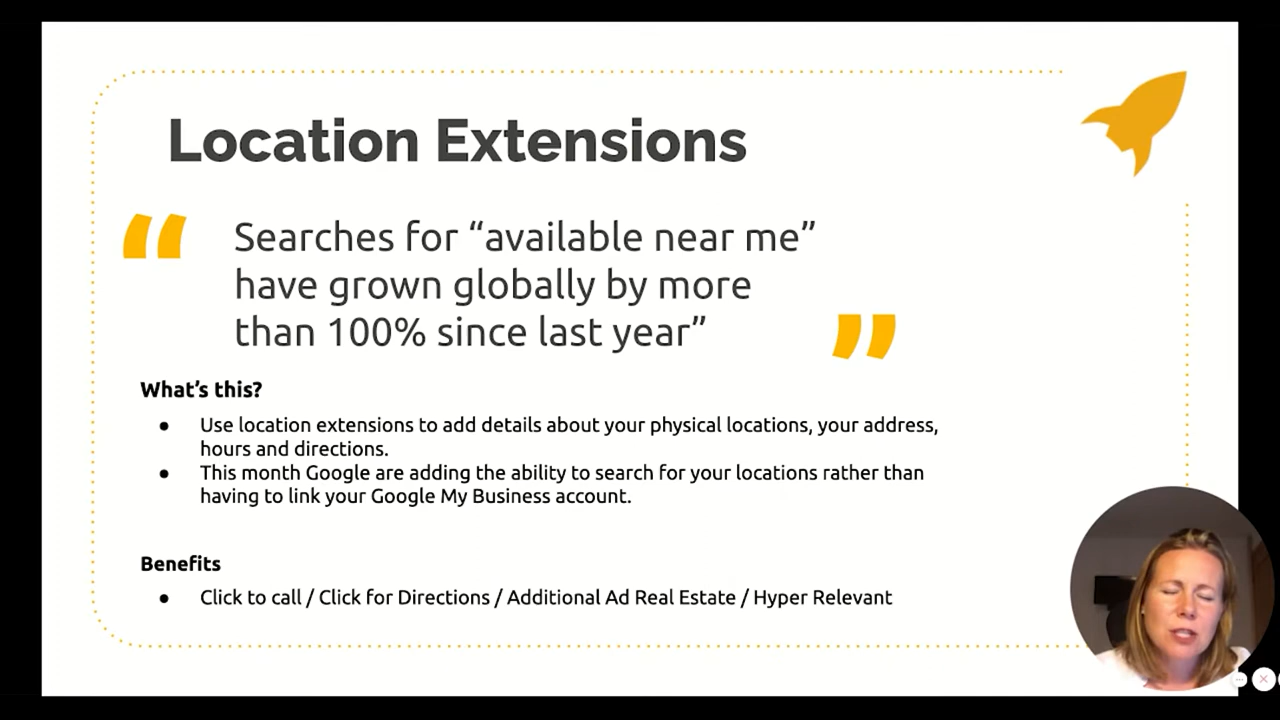 Location Extensions
“
Searches for “available near me”
have grown globally by more
than 100% since last year”
”
What’s this?
● Use location extensions to add details about your physical locations, your address,
hours and directions.
● This month Google are adding the ability to search for your locations rather than
having to link your Google My Business account.
Benefits
● Click to call / Click for Directions / Additional Ad Real Estate / Hyper Relevant